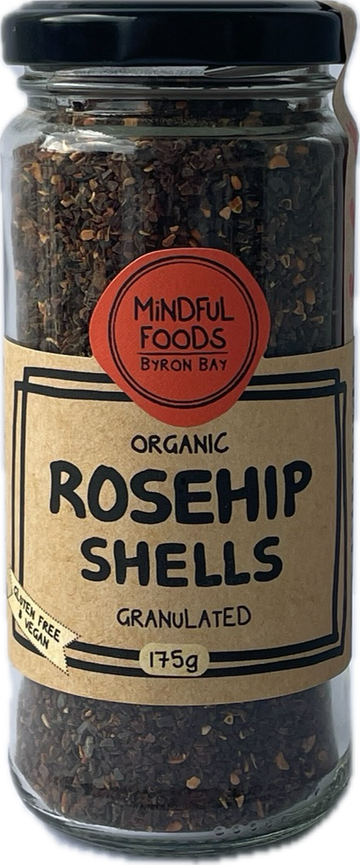 MiNDFUL
FOODS
BYRON BAY
ORGANIC
ROSEHIP
SHELLS
GRANULATED
GLUTEN FREE
& VEGAN
175g